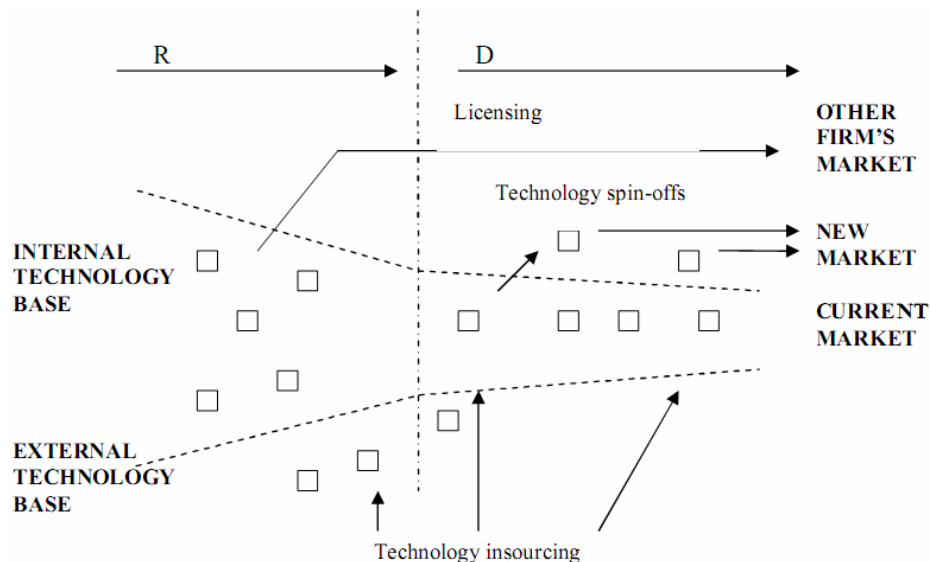 R
D
Licensing
OTHER
FIRM'S
MARKET
Technology spin-offs
INTERNAL
TECHNOLOGY
BASE
NEW
MARKET
CURRENT
MARKET
EXTERNAL
TECHNOLOGY
BASE
Technology insourcing